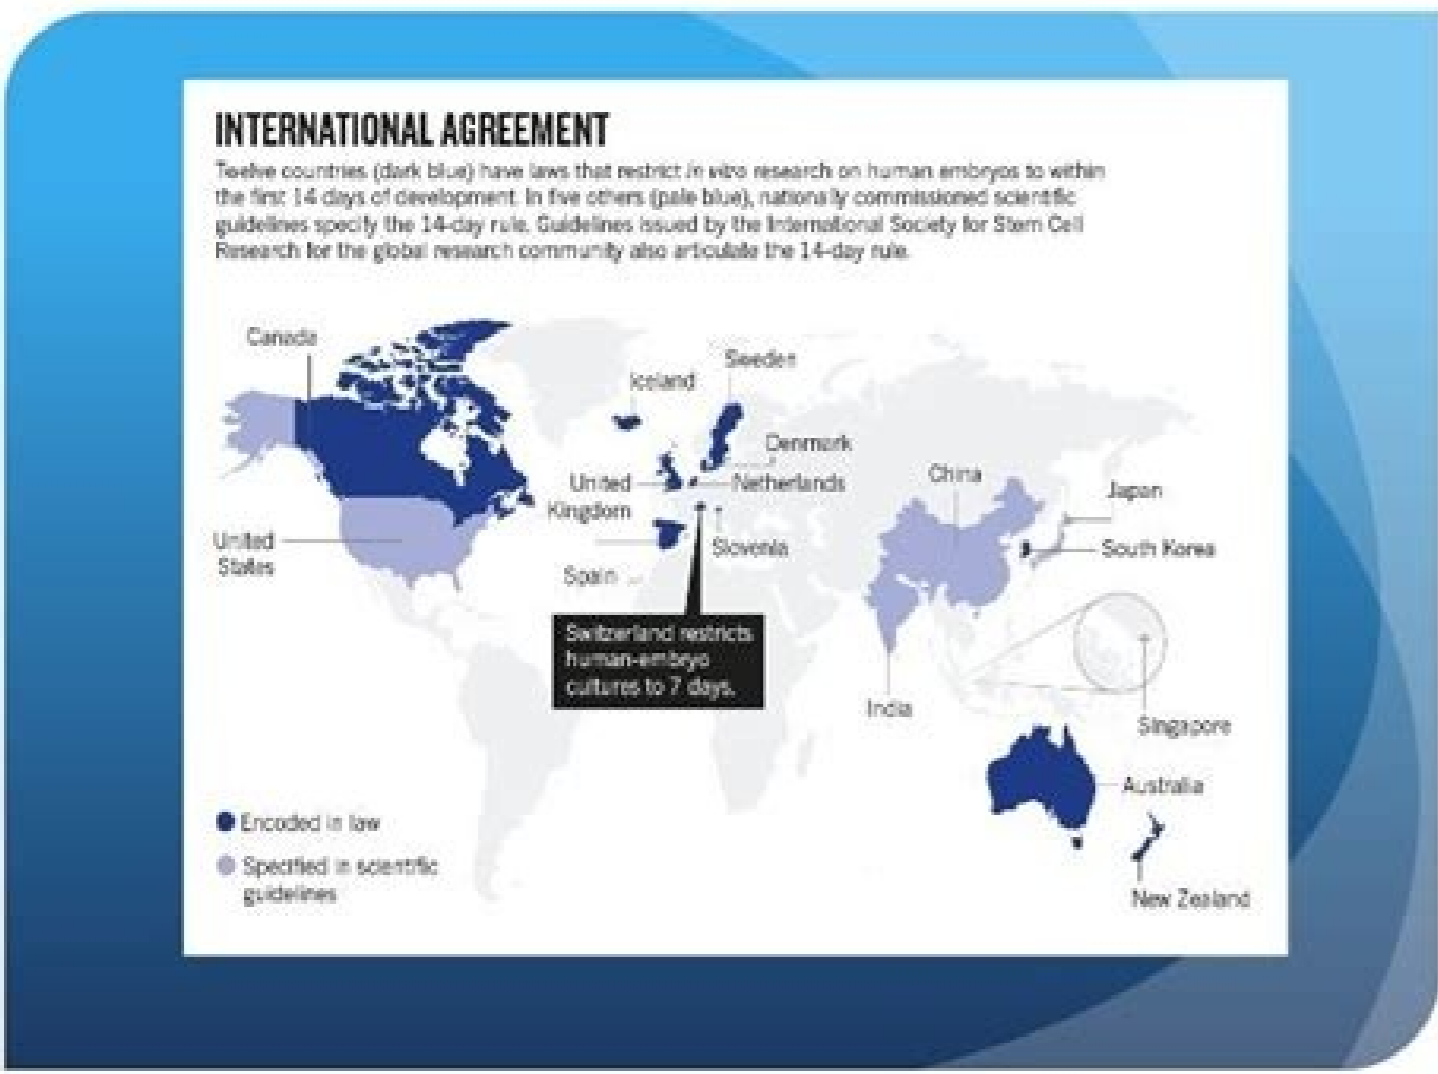 INTERNATIONAL AGREEMENT
Twelve countries (dark blue) have laws that restrict in vitro research on human embryos to within
the first 14 days of development. In five others (pale blue), nationally commissioned scientific
guidelines specify the 14-day rule. Guidelines issued by the International Society for Stem Cell
Research for the global research community also articulate the 14-day rule.
Canada
Sweden
Iceland
Denmark
China
United
Kingdom
Netherlands
Japan
United
States
Slovenia
South Korea
Spain
Switzerland restricts
human-embryo
cultures to 7 days.
India
Singapore
Australia
Encoded in law
Specified in scientific
guidelines
New Zealand